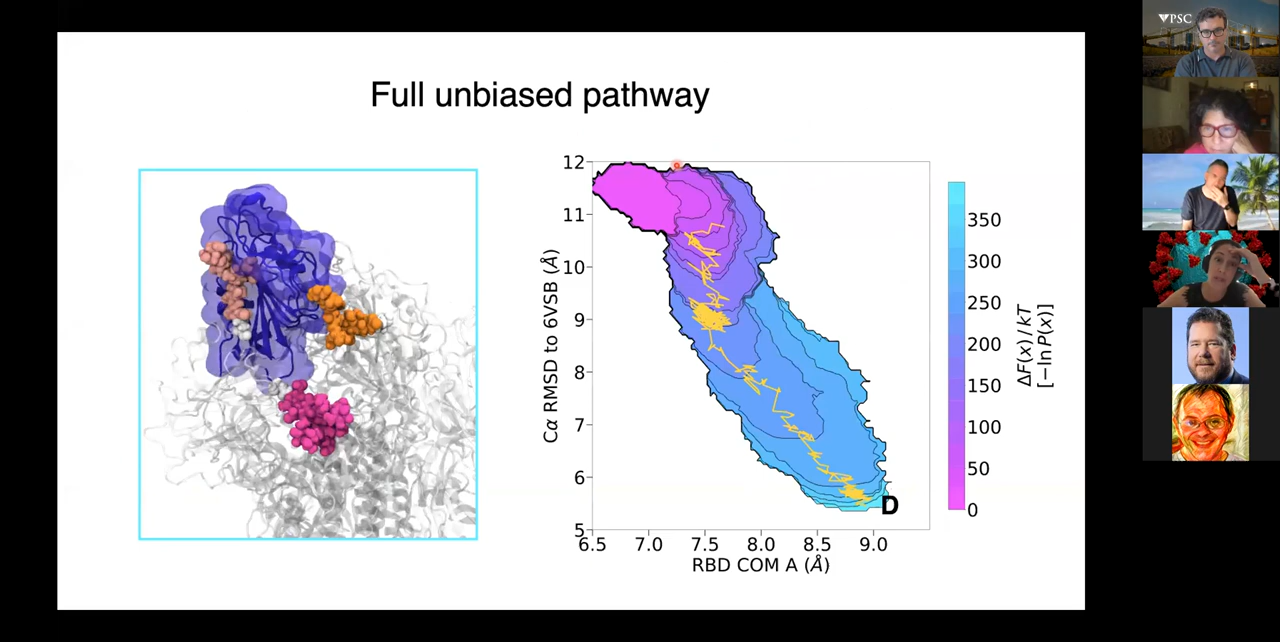 Full unbiased pathway
12
11
10
9
8
7
6
5
Cα RMSD to 6VSB (Å)
6.5 7.0 7.5 8.0 8.5 9.0
RBD COM A (Å)
D
350
300
250
200
150
100
50
0
ΔF(x) / kT
[−ln P(x)]
PSC